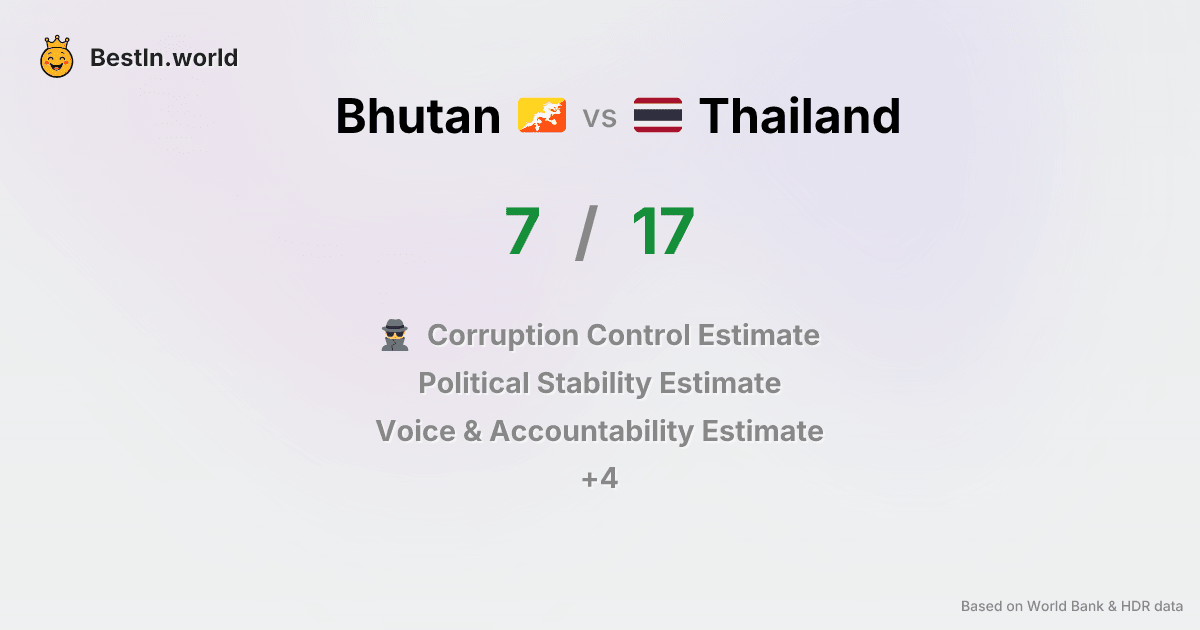 BestIn.world
Bhutan vs Thailand
7 / 17
Corruption Control Estimate
Political Stability Estimate
Voice & Accountability Estimate
+4
Based on World Bank & HDR data